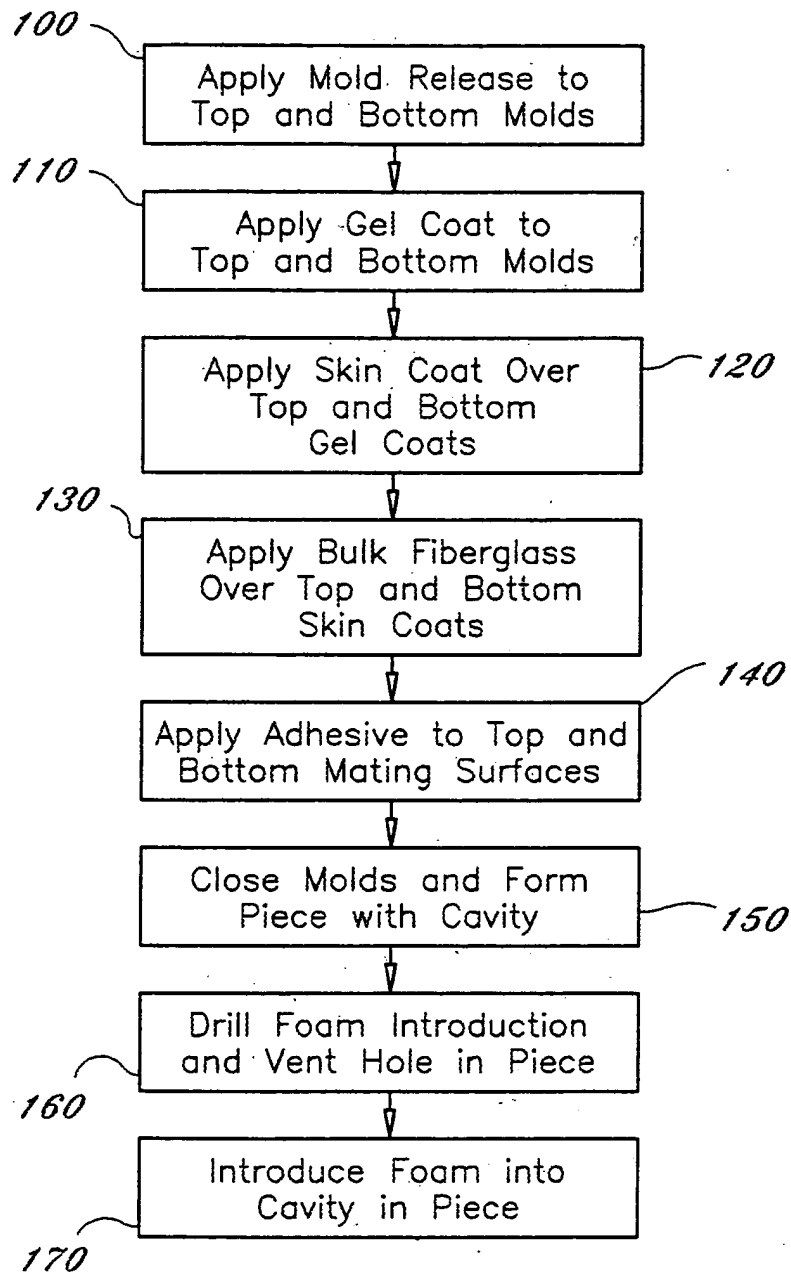 100
Apply Mold Release to
Top and Bottom Molds
110
Apply Gel Coat to
Top and Bottom Molds
Apply Skin Coat Over
Top and Bottom
Gel Coats
120
130
Apply Bulk Fiberglass
Over Top and Bottom
Skin Coats
140
Apply Adhesive to Top and
Bottom Mating Surfaces
Close Molds and Form
Piece with Cavity
150
Drill Foam Introduction
and Vent Hole in Piece
160
Introduce Foam into
Cavity in Piece
170